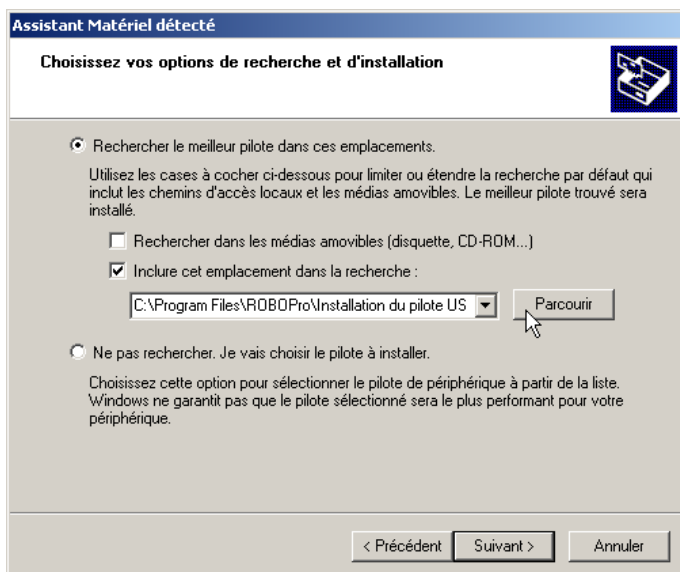 Assistant Matériel détecté
Choisissez vos options de recherche et d'installation
Rechercher le meilleur pilote dans ces emplacements.
Utilisez les cases à cocher ci-dessous pour limiter ou étendre la recherche par défaut qui
inclut les chemins d'accès locaux et les médias amovibles. Le meilleur pilote trouvé sera
installé.
Rechercher dans les médias amovibles (disquette, CD-ROM...)
Inclure cet emplacement dans la recherche :
C:\Program Files\ROBOPro\Installation du pilote US
Parcourir
Ne pas rechercher. Je vais choisir le pilote à installer.
Choisissez cette option pour sélectionner le pilote de périphérique à partir de la liste.
Windows ne garantit pas que le pilote sélectionné sera le plus performant pour votre
périphérique.
< Précédent Suivant > Annuler